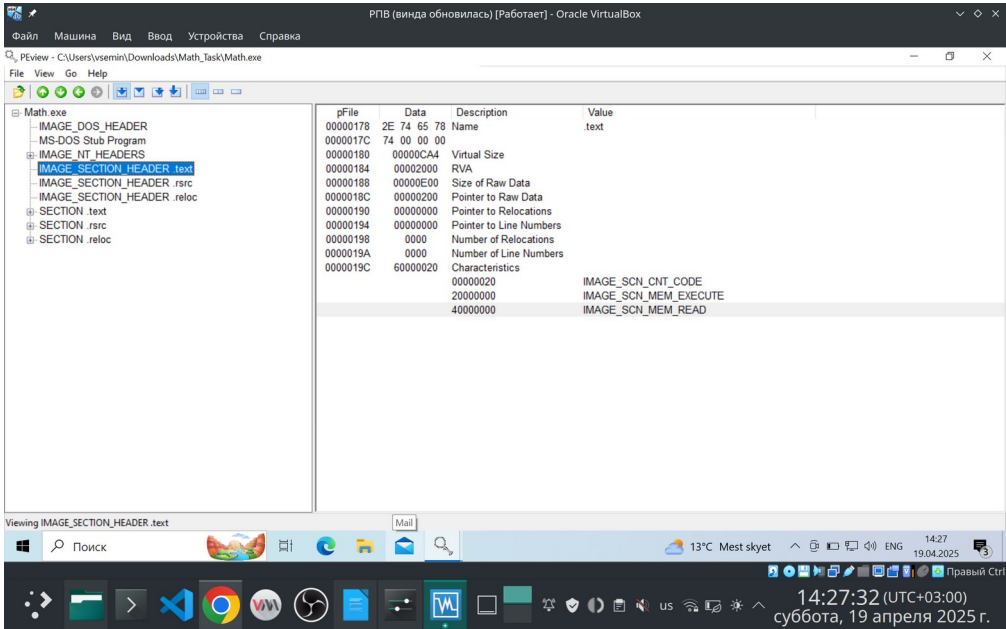 РПВ (винда обновилась) [Работает] - Oracle VirtualBox
Файл Машина Вид Ввод Устройства Справка
PEview - C:\Users\vsemin\Downloads\Math_Task\Math.exe
File View Go Help
Math.exe
IMAGE_DOS_HEADER
MS-DOS Stub Program
IMAGE_NT_HEADERS
IMAGE_SECTION_HEADER .text
IMAGE_SECTION_HEADER .rsrc
IMAGE_SECTION_HEADER .reloc
SECTION .text
SECTION .rsrc
SECTION .reloc
pFile Data Description Value
00000178 2E 74 65 78 Name .text
0000017C 74 00 00 00
00000180 00000CA4 Virtual Size
00000184 00002000 RVA
00000188 00000E00 Size of Raw Data
0000018C 00000200 Pointer to Raw Data
00000190 00000000 Pointer to Relocations
00000194 00000000 Pointer to Line Numbers
00000198 0000 Number of Relocations
0000019A 0000 Number of Line Numbers
0000019C 60000020 Characteristics
00000020 IMAGE_SCN_CNT_CODE
20000000 IMAGE_SCN_MEM_EXECUTE
40000000 IMAGE_SCN_MEM_READ
Viewing IMAGE_SECTION_HEADER .text
Mail
Поиск
13°C Mest skyet
ENG
14:27
19.04.2025
3
Правый Ctrl
us
14:27:32 (UTC+03:00)
суббота, 19 апреля 2025 г.